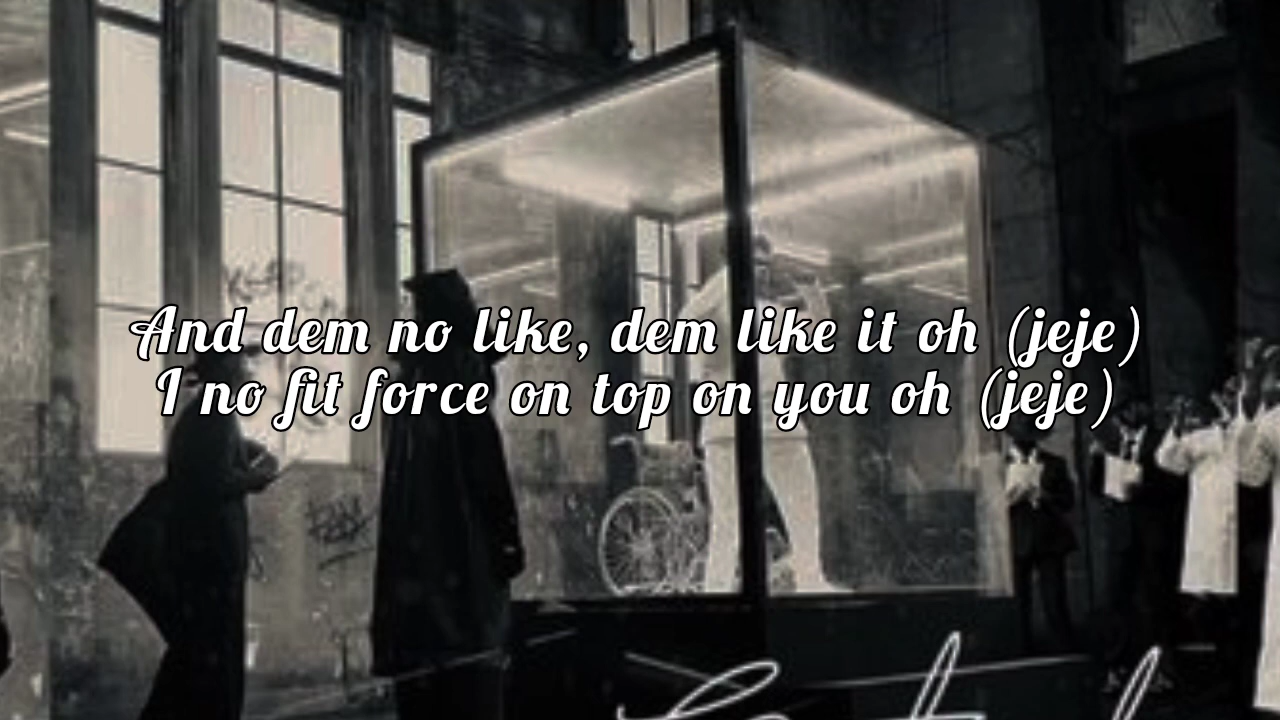 And dem no like, dem like it oh (jeje)
I no fit force on top on you oh (jeje)